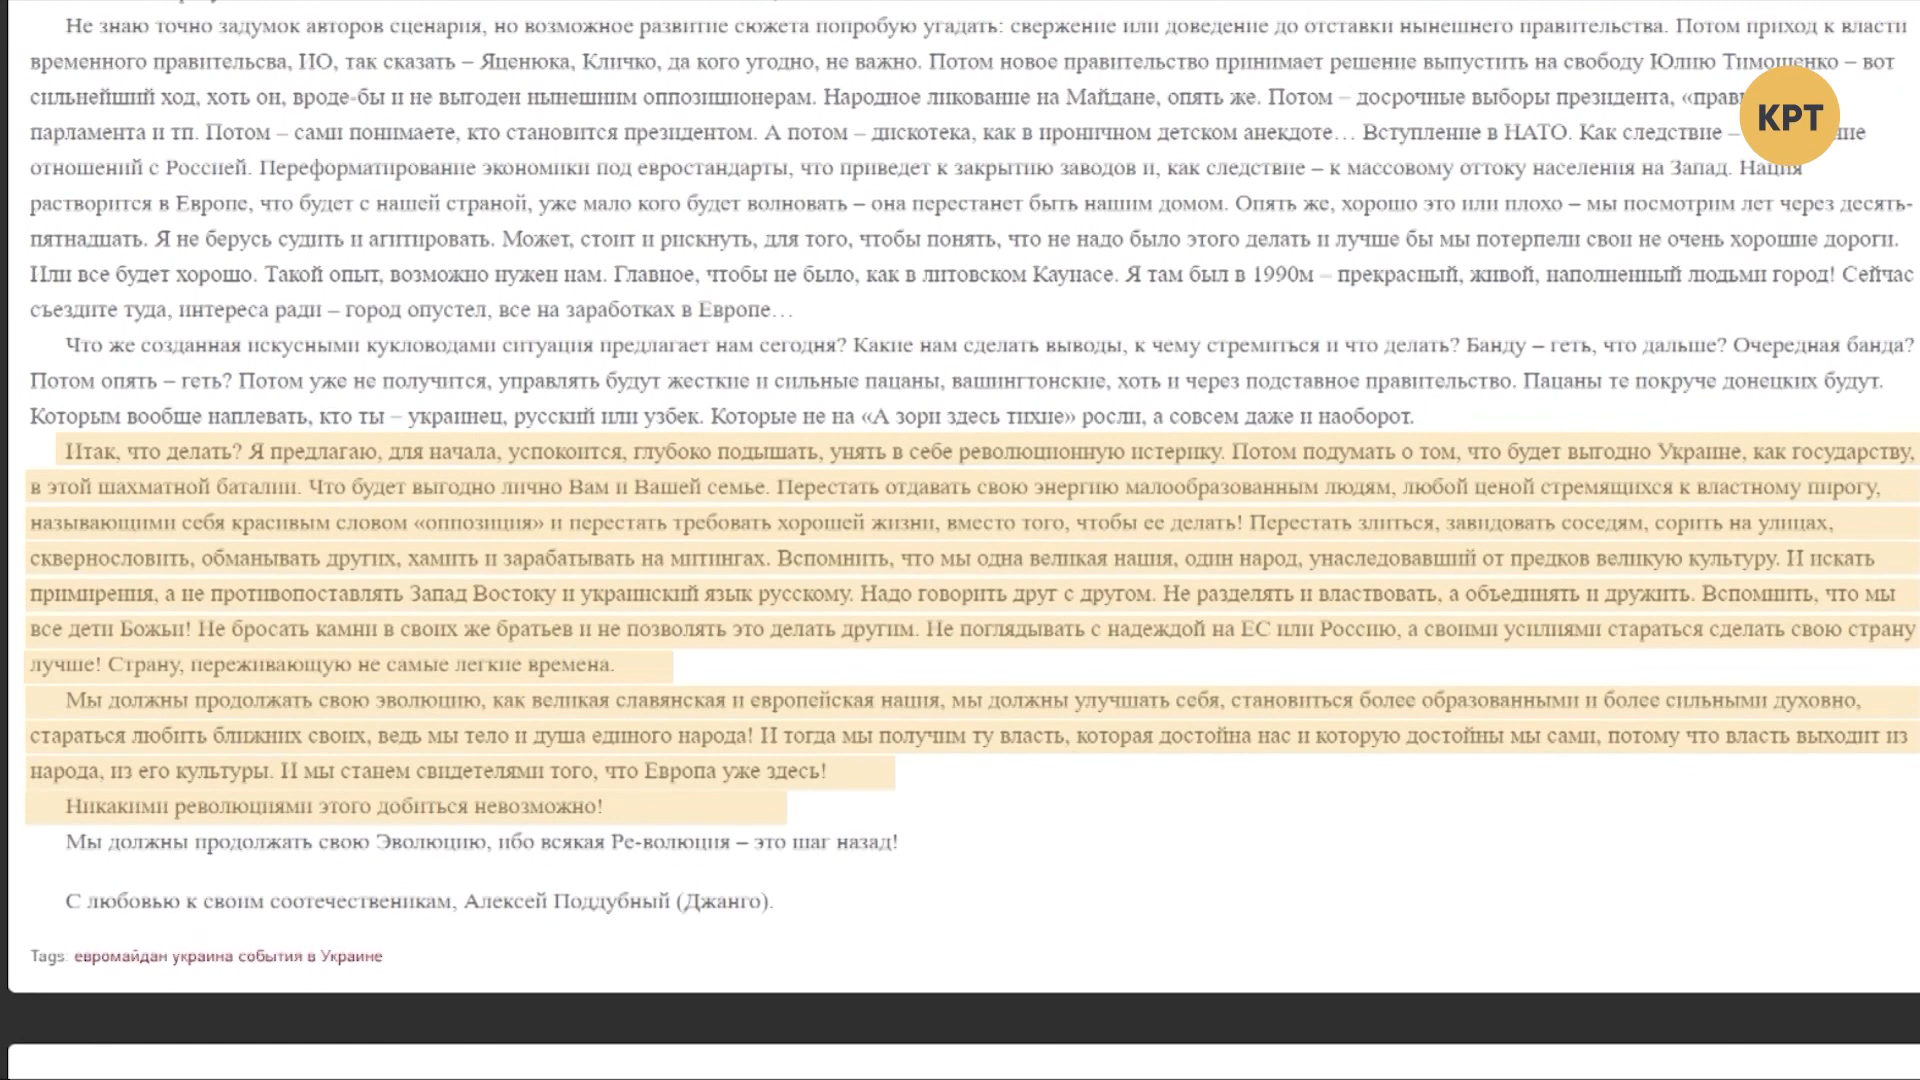 Не знаю точно задумок авторов сценария, но возможное развитие сюжета попробую угадать: свержение или доведение до отставки нынешнего правительства. Потом приход к власти
временного правительсва, ИО, так сказать – Яценюка, Кличко, да кого угодно, не важно. Потом новое правительство принимает решение выпустить на свободу Юлию Тимошенко – вот
сильнейший ход, хоть он, вроде-бы и не выгоден нынешним оппозиционерам. Народное ликование на Майдане, опять же. Потом – досрочные выборы президента,
КРТ
парламента и тп. Потом – сами понимаете, кто становится президентом. А потом – дискотека, как в ироничном детском анекдоте… Вступление в НАТО. Как следствие –
отношений с Россией. Переформатирование экономики под евростандарты, что приведет к закрытию заводов и, как следствие – к массовому оттоку населения на Запад. Нация
растворится в Европе, что будет с нашей страной, уже мало кого будет волновать – она перестанет быть нашим домом. Опять же, хорошо это или плохо – мы посмотрим лет через десять-
пятнадцать. Я не берусь судить и агитировать. Может, стоит и рискнуть, для того, чтобы понять, что не надо было этого делать и лучше бы мы потерпели свои не очень хорошие дороги.
Или все будет хорошо. Такой опыт, возможно нужен нам. Главное, чтобы не было, как в литовском Каунасе. Я там был в 1990м – прекрасный, живой, наполненный людьми город! Сейчас
съездите туда, интереса ради – город опустел, все на заработках в Европе…
Что же созданная искусными кукловодами ситуация предлагает нам сегодня? Какие нам сделать выводы, к чему стремиться и что делать? Банду – геть, что дальше? Очередная банда?
Потом опять – геть? Потом уже не получится, управлять будут жесткие и сильные пацаны, вашингтонские, хоть и через подставное правительство. Пацаны те покруче донецких будут.
Которым вообще наплевать, кто ты – украинец, русский или узбек. Которые не на «А зори здесь тихие» росли, а совсем даже и наоборот.
Итак, что делать? Я предлагаю, для начала, успокоится, глубоко подышать, унять в себе революционную истерику. Потом подумать о том, что будет выгодно Украине, как государству,
в этой шахматной баталии. Что будет выгодно лично Вам и Вашей семье. Перестать отдавать свою энергию малообразованным людям, любой ценой стремящихся к властному пирогу,
называющими себя красивым словом «оппозиция» и перестать требовать хорошей жизни, вместо того, чтобы ее делать! Перестать злиться, завидовать соседям, сорить на улицах,
сквернословить, обманывать других, хамить и зарабатывать на митингах. Вспомнить, что мы одна великая нация, один народ, унаследовавший от предков великую культуру. И искать
примирения, а не противопоставлять Запад Востоку и украинский язык русскому. Надо говорить друг с другом. Не разделять и властвовать, а объединять и дружить. Вспомнить, что мы
все дети Божьи! Не бросать камни в своих же братьев и не позволять это делать другим. Не поглядывать с надеждой на ЕС или Россию, а своими усилиями стараться сделать свою страну
лучше! Страну, переживающую не самые легкие времена.
Мы должны продолжать свою эволюцию, как великая славянская и европейская нация, мы должны улучшать себя, становиться более образованными и более сильными духовно,
стараться любить ближних своих, ведь мы тело и душа единого народа! И тогда мы получим ту власть, которая достойна нас и которую достойны мы сами, потому что власть выходит из
народа, из его культуры. И мы станем свидетелями того, что Европа уже здесь!
Никакими революциями этого добиться невозможно!
Мы должны продолжать свою Эволюцию, ибо всякая Ре-волюция – это шаг назад!
С любовью к своим соотечественикам, Алексей Поддубный (Джанго).
Tags: евромайдан украина события в Украине